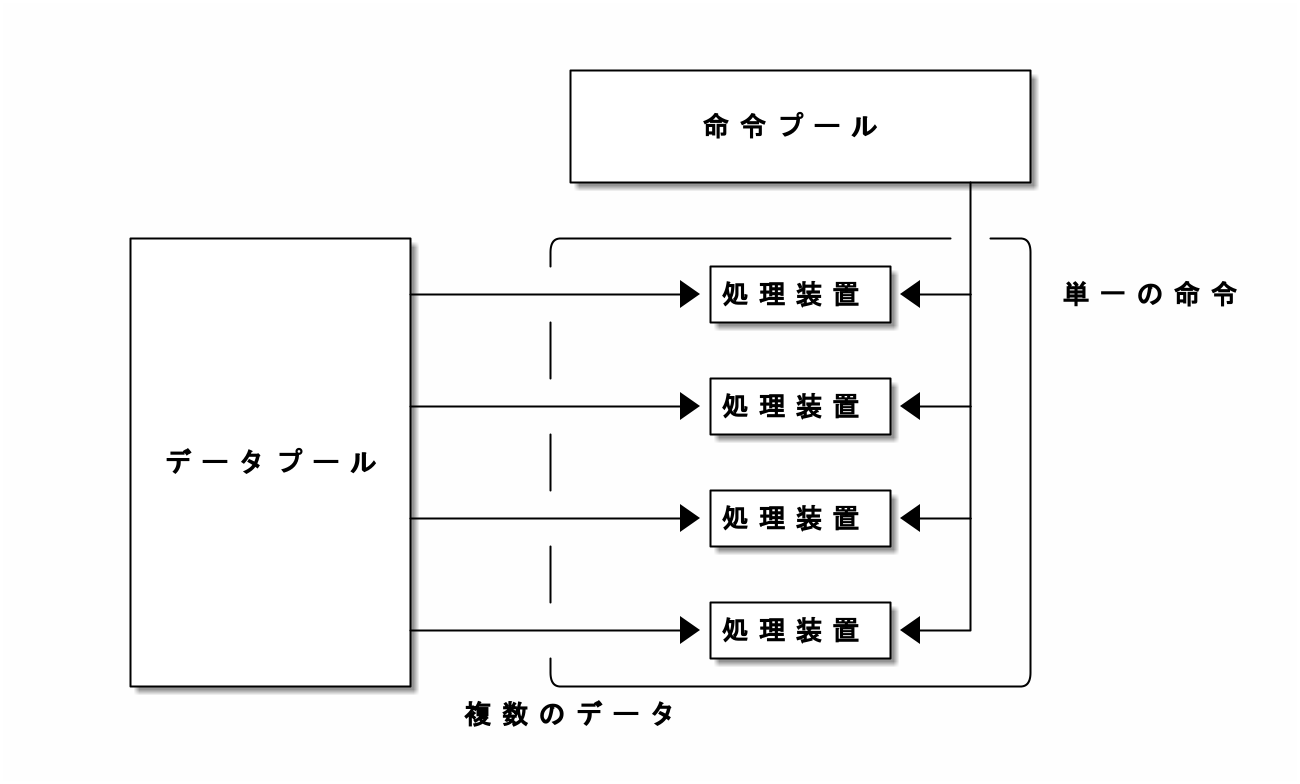 命令プール
処理装置
単一の命令
処理装置
データプール
処理装置
処理装置
複数のデータ